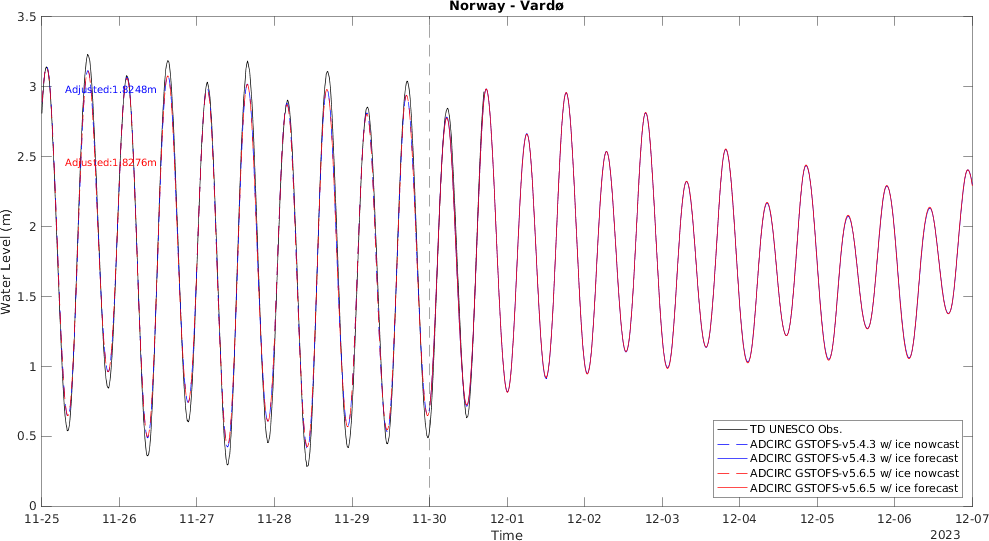 Norway - Vardø
3.5
3
2.5
2
1.5
1
0.5
0
Water Level (m)
Adjusted:1.8248m
Adjusted:1.8276m
TD UNESCO Obs.
ADCIRC GSTOFS-v5.4.3 w/ ice nowcast
ADCIRC GSTOFS-v5.4.3 w/ ice forecast
ADCIRC GSTOFS-v5.6.5 w/ ice nowcast
ADCIRC GSTOFS-v5.6.5 w/ ice forecast
11-25 11-26 11-27 11-28 11-29 11-30 12-01 12-02 12-03 12-04 12-05 12-06 12-07
Time
2023